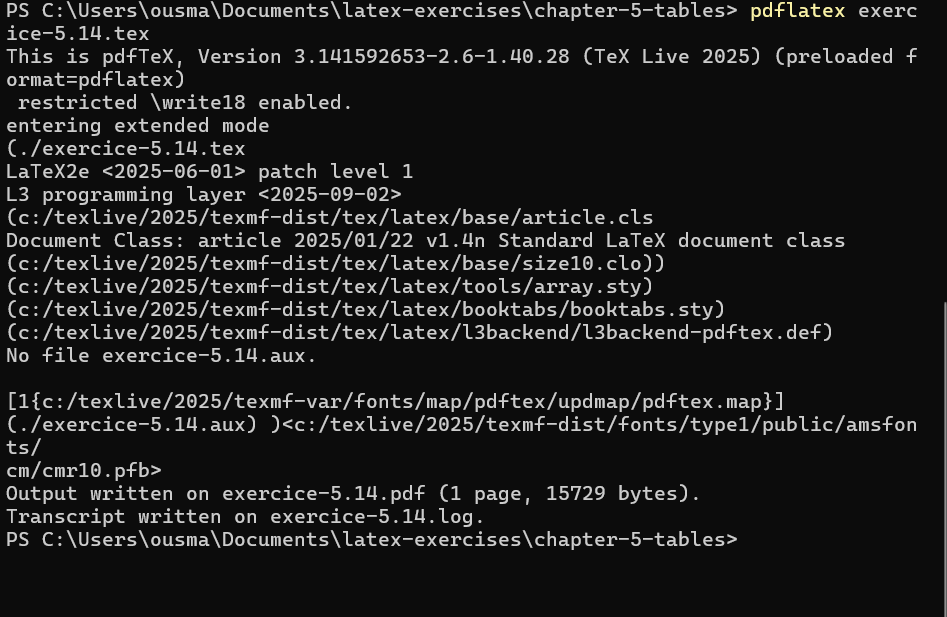 PS C:\Users\ousma\Documents\latex-exercises\chapter-5-tables> pdflatex exerc
ice-5.14.tex
This is pdfTeX, Version 3.141592653-2.6-1.40.28 (TeX Live 2025) (preloaded f
ormat=pdflatex)
 restricted \write18 enabled.
entering extended mode
(./exercice-5.14.tex
LaTeX2e <2025-06-01> patch level 1
L3 programming layer <2025-09-02>
(c:/texlive/2025/texmf-dist/tex/latex/base/article.cls
Document Class: article 2025/01/22 v1.4n Standard LaTeX document class
(c:/texlive/2025/texmf-dist/tex/latex/base/size10.clo))
(c:/texlive/2025/texmf-dist/tex/latex/tools/array.sty)
(c:/texlive/2025/texmf-dist/tex/latex/booktabs/booktabs.sty)
(c:/texlive/2025/texmf-dist/tex/latex/l3backend/l3backend-pdftex.def)
No file exercice-5.14.aux.

[1{c:/texlive/2025/texmf-var/fonts/map/pdftex/updmap/pdftex.map}]
(./exercice-5.14.aux) )<c:/texlive/2025/texmf-dist/fonts/type1/public/amsfon
ts/
cm/cmr10.pfb>
Output written on exercice-5.14.pdf (1 page, 15729 bytes).
Transcript written on exercice-5.14.log.
PS C:\Users\ousma\Documents\latex-exercises\chapter-5-tables>